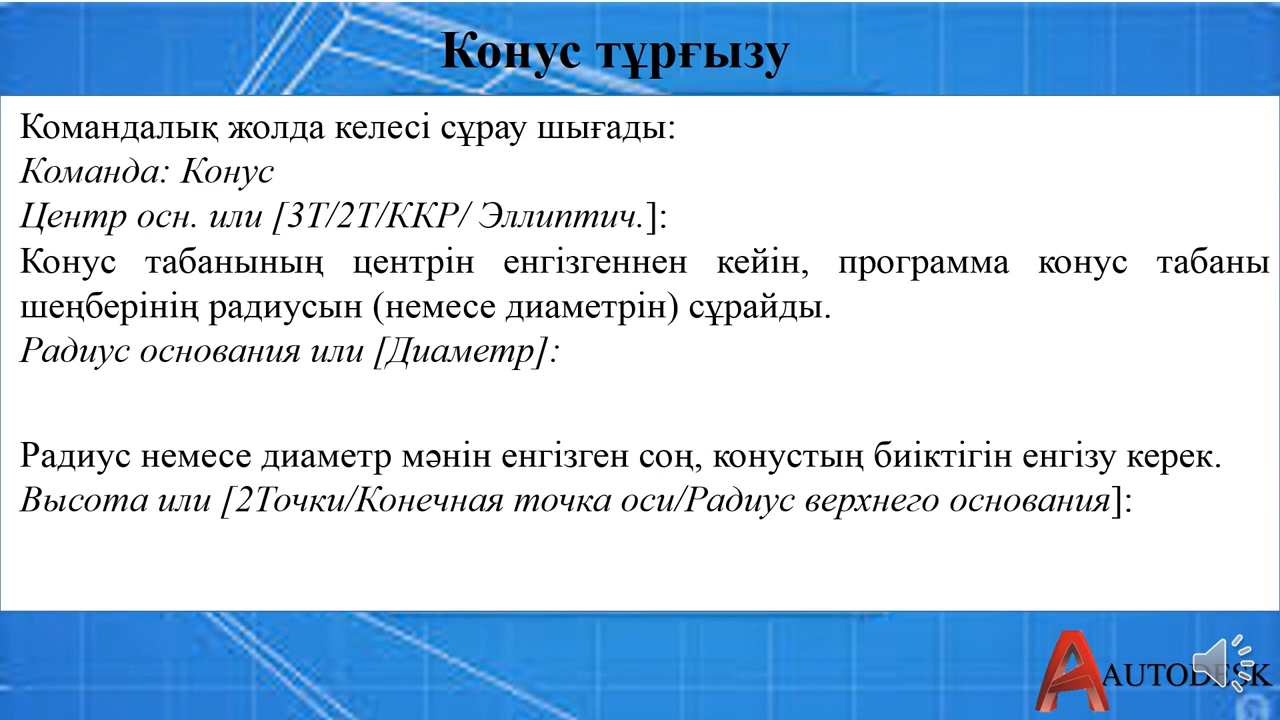 Конус тұрғызу
Командалық жолда келесі сұрау шығады:
Команда: Конус
Центр осн. или [3Т/2Т/ККР/ Эллиптич.]:
Конус табанының центрін енгізгеннен кейін, программа конус табаны
шеңберінің радиусын (немесе диаметрін) сұрайды.
Радиус основания или [Диаметр]:
Радиус немесе диаметр мәнін енгізген соң, конустың биіктігін енгізу керек.
Высота или [2Точки/Конечная точка оси/Радиус верхнего основания]:
AUTODESK